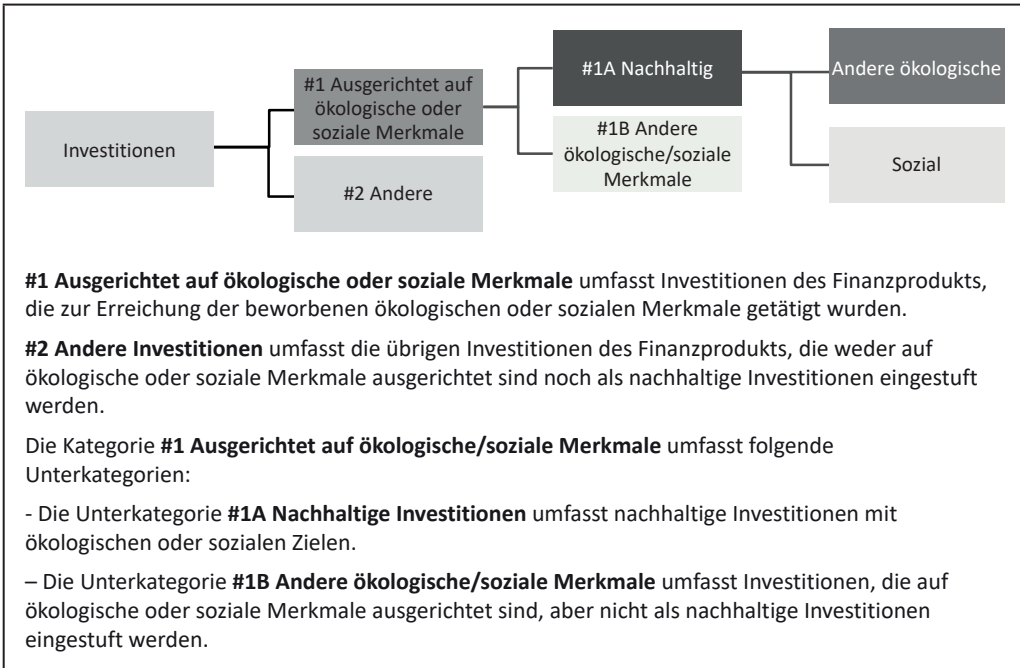 #1A Nachhaltig
Andere ökologische
#1 Ausgerichtet auf
ökologische oder
soziale Merkmale
Investitionen
#1B Andere
ökologische/soziale
Merkmale
Sozial
#2 Andere
#1 Ausgerichtet auf ökologische oder soziale Merkmale umfasst Investitionen des Finanzprodukts,
die zur Erreichung der beworbenen ökologischen oder sozialen Merkmale getätigt wurden.
#2 Andere Investitionen umfasst die übrigen Investitionen des Finanzprodukts, die weder auf
ökologische oder soziale Merkmale ausgerichtet sind noch als nachhaltige Investitionen eingestuft
werden.
Die Kategorie #1 Ausgerichtet auf ökologische/soziale Merkmale umfasst folgende
Unterkategorien:
- Die Unterkategorie #1A Nachhaltige Investitionen umfasst nachhaltige Investitionen mit
ökologischen oder sozialen Zielen.
– Die Unterkategorie #1B Andere ökologische/soziale Merkmale umfasst Investitionen, die auf
ökologische oder soziale Merkmale ausgerichtet sind, aber nicht als nachhaltige Investitionen
eingestuft werden.